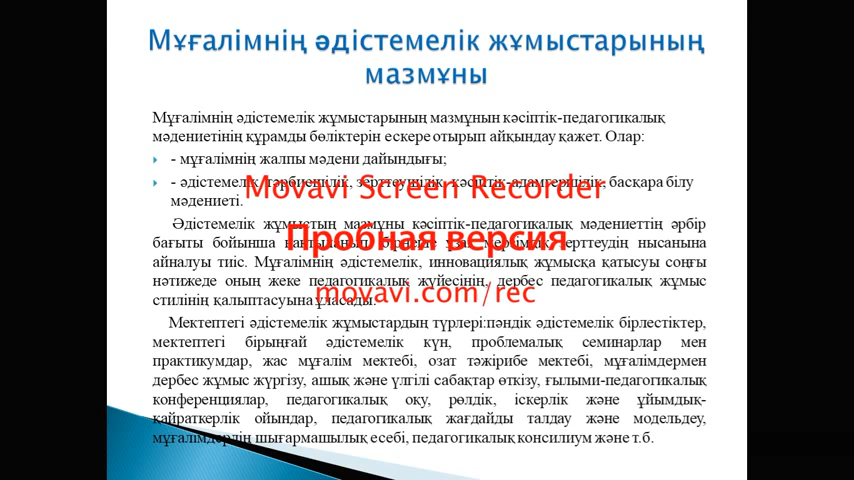 Мұғалімнің әдістемелік жұмыстарының
мазмұны
Мұғалімнің әдістемелік жұмыстарының мазмұнын кәсіптік-педагогикалық
мәдениетінің құрамды бөліктерін ескере отырып айқындау қажет. Олар:
- мұғалімнің жалпы мәдени дайындығы;
- әдістемелік, тәрбиешілік, зерттеушілік, кәсіптік-адамгершілік, басқара білу
мәдениеті.
Movavi Screen Recorder
Әдістемелік жұмыстың мазмұны кәсіптік-педагогикалық мәдениеттің әрбір
бағыты бойынша нақтыланып, бірнеше ұзақ мерзімдік зерттеудің нысанына
Пробная версия
айналуы тиіс. Мұғалімнің әдістемелік, инновациялық жұмысқа қатысуы соңғы
нәтижеде оның жеке педагогикалық жүйесінің, дербес педагогикалық жұмыс
movavi.com/rec
стилінің қалыптасуына ұласады.
Мектептегі әдістемелік жұмыстардың түрлері:пәндік әдістемелік бірлестіктер,
мектептегі бірыңғай әдістемелік күн, проблемалық семинарлар мен
практикумдар, жас мұғалім мектебі, озат тәжірибе мектебі, мұғалімдермен
дербес жұмыс жүргізу, ашық және үлгілі сабақтар өткізу, ғылыми-педагогикалық
конференциялар, педагогикалық оқу, рөлдік, іскерлік және ұйымдық-
қайраткерлік ойындар, педагогикалық жағдайды талдау және модельдеу,
мұғалімдердің шығармашылық есебі, педагогикалық консилиум және т.б.